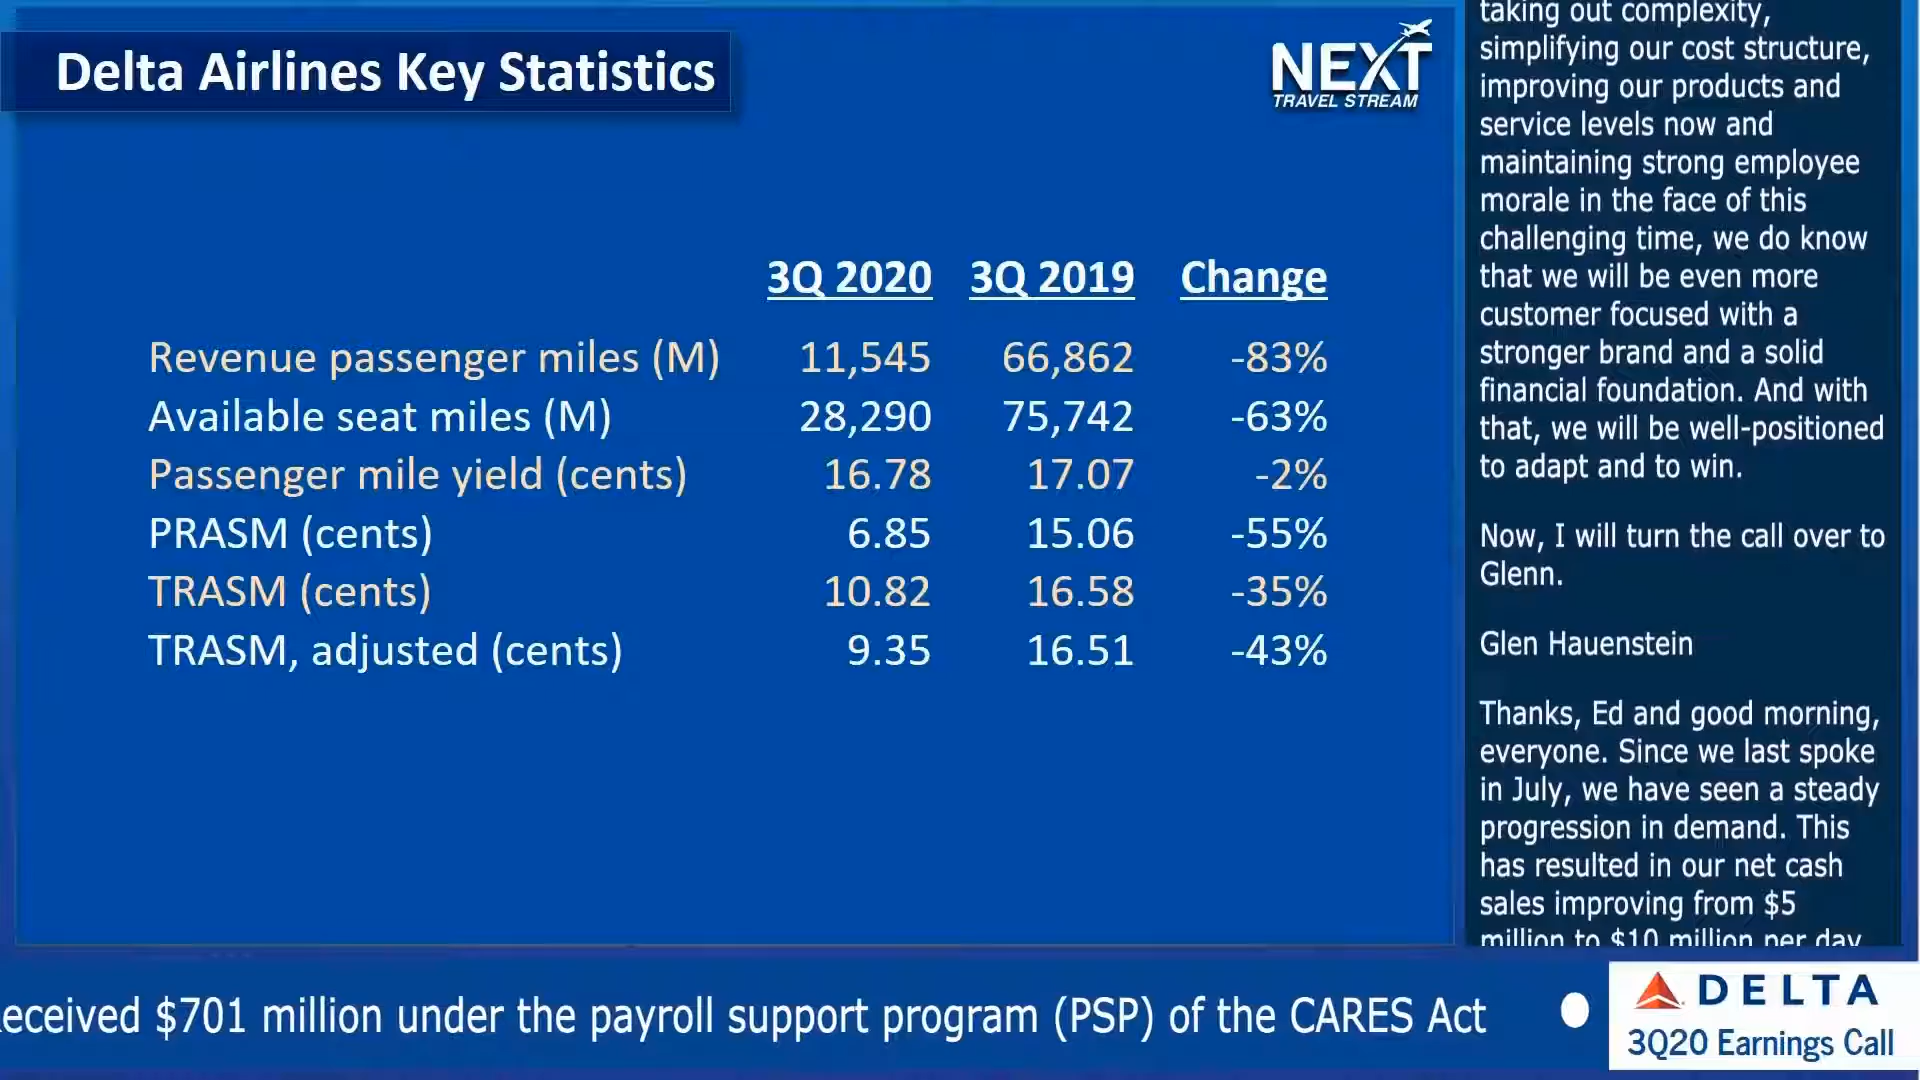 Delta Airlines Key Statistics
NEXT
TRAVEL STREAM
3Q 2020 3Q 2019 Change
Revenue passenger miles (M) 11,545 66,862 -83%
Available seat miles (M) 28,290 75,742 -63%
Passenger mile yield (cents) 16.78 17.07 -2%
PRASM (cents) 6.85 15.06 -55%
TRASM (cents) 10.82 16.58 -35%
TRASM, adjusted (cents) 9.35 16.51 -43%
taking out complexity,
simplifying our cost structure,
improving our products and
service levels now and
maintaining strong employee
morale in the face of this
challenging time, we do know
that we will be even more
customer focused with a
stronger brand and a solid
financial foundation. And with
that, we will be well-positioned
to adapt and to win.
Now, I will turn the call over to
Glenn.
Glen Hauenstein
Thanks, Ed and good morning,
everyone. Since we last spoke
in July, we have seen a steady
progression in demand. This
has resulted in our net cash
sales improving from $5
million to $10 million per day
eceived $701 million under the payroll support program (PSP) of the CARES Act
DELTA
3Q20 Earnings Call